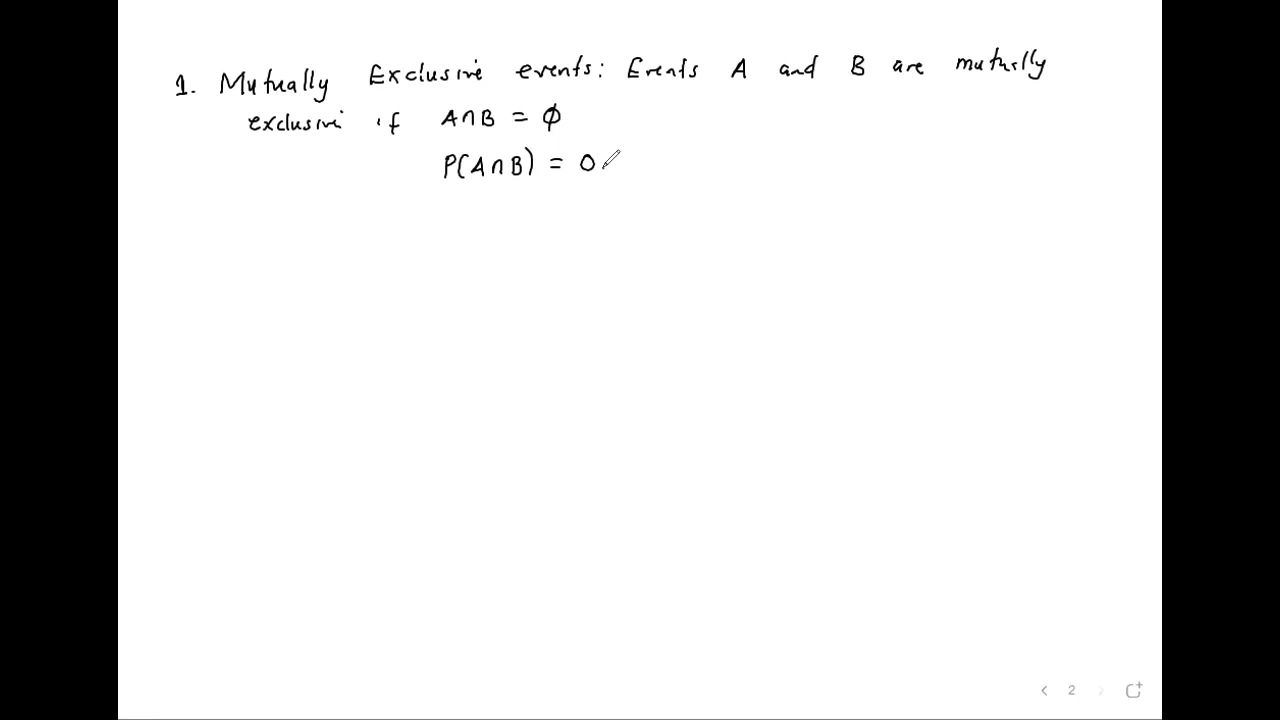 1. Mutually Exclusive events: Events A and B are mutually
exclusive if A∩B = ϕ
P(A∩B) = 0
2